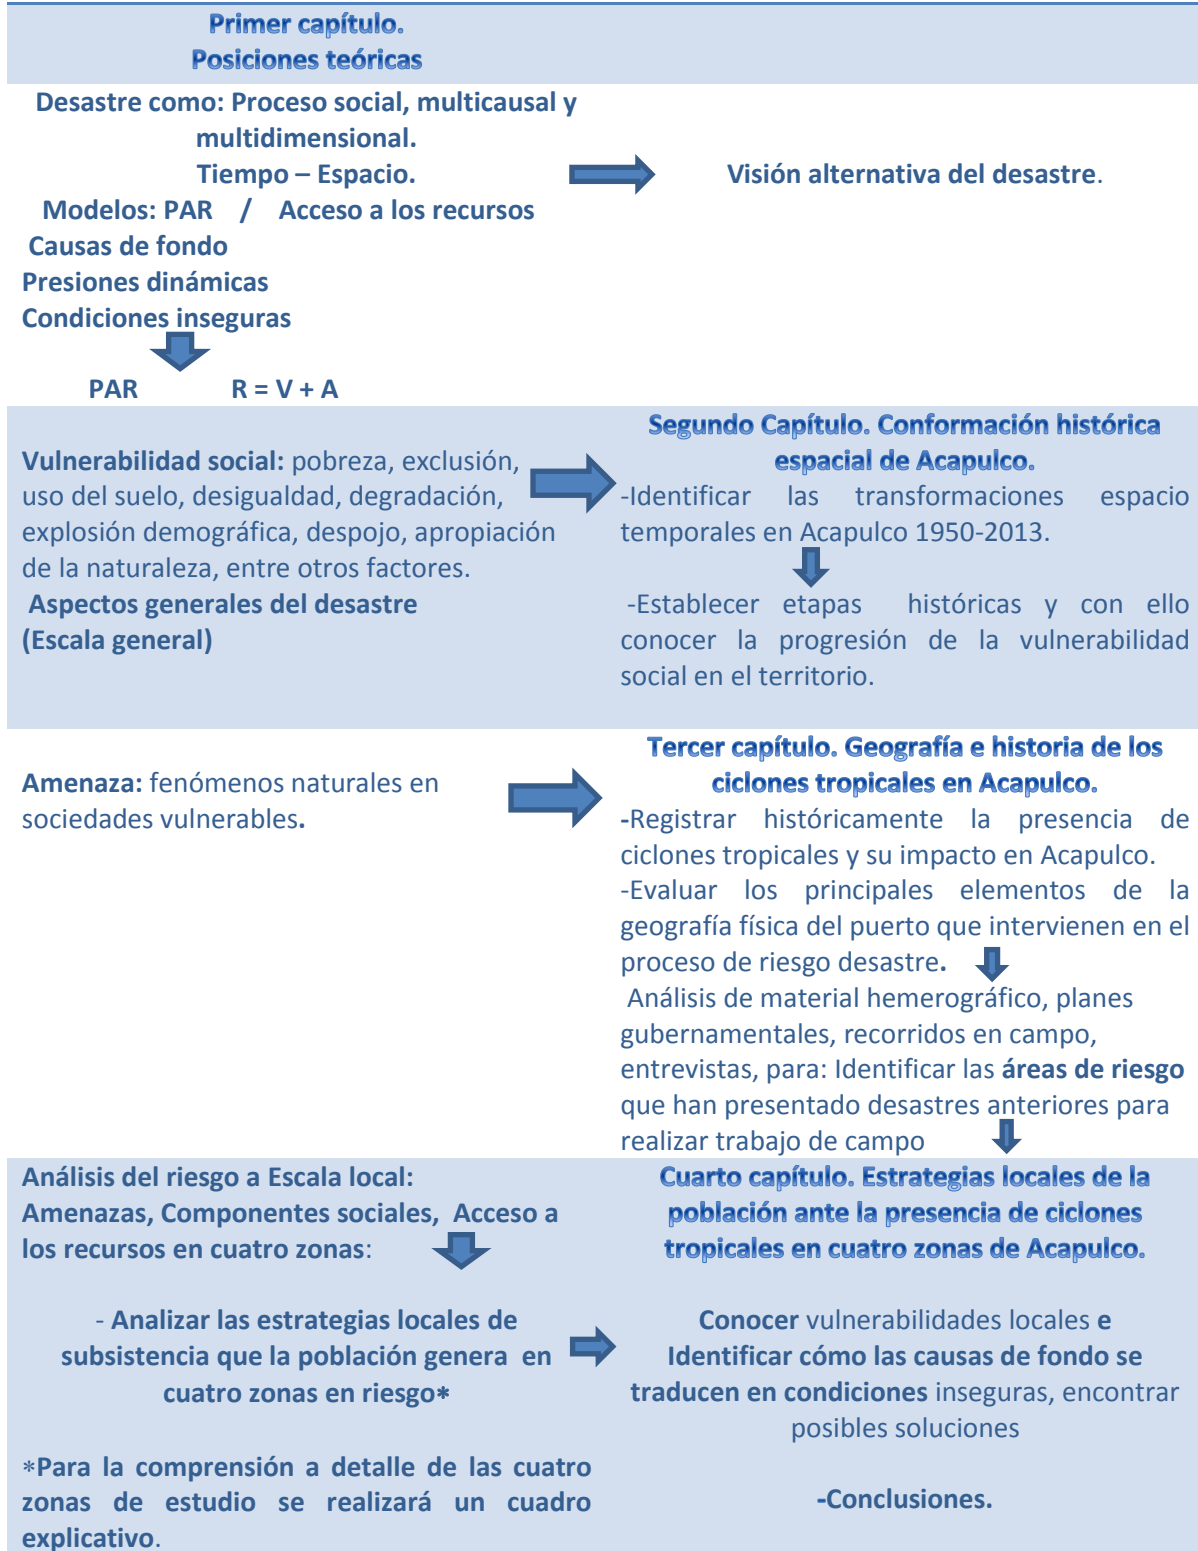 Primer capítulo.
Posiciones teóricas
Desastre como: Proceso social, multicausal y
multidimensional.
Tiempo – Espacio.
Visión alternativa del desastre.
Modelos: PAR / Acceso a los recursos
Causas de fondo
Presiones dinámicas
Condiciones inseguras
PAR R = V + A
Vulnerabilidad social: pobreza, exclusión,
uso del suelo, desigualdad, degradación,
explosión demográfica, despojo, apropiación
de la naturaleza, entre otros factores.
Aspectos generales del desastre
(Escala general)
Segundo Capítulo. Conformación histórica
espacial de Acapulco.
-Identificar las transformaciones espacio
temporales en Acapulco 1950-2013.
-Establecer etapas históricas y con ello
conocer la progresión de la vulnerabilidad
social en el territorio.
Amenaza: fenómenos naturales en
sociedades vulnerables.
Tercer capítulo. Geografía e historia de los
ciclones tropicales en Acapulco.
-Registrar históricamente la presencia de
ciclones tropicales y su impacto en Acapulco.
-Evaluar los principales elementos de la
geografía física del puerto que intervienen en el
proceso de riesgo desastre.
Análisis de material hemerográfico, planes
gubernamentales, recorridos en campo,
entrevistas, para: Identificar las áreas de riesgo
que han presentado desastres anteriores para
realizar trabajo de campo
Análisis del riesgo a Escala local:
Amenazas, Componentes sociales, Acceso a
los recursos en cuatro zonas:
- Analizar las estrategias locales de
subsistencia que la población genera en
cuatro zonas en riesgo*
*Para la comprensión a detalle de las cuatro
zonas de estudio se realizará un cuadro
explicativo.
Cuarto capítulo. Estrategias locales de la
población ante la presencia de ciclones
tropicales en cuatro zonas de Acapulco.
Conocer vulnerabilidades locales e
Identificar cómo las causas de fondo se
traducen en condiciones inseguras, encontrar
posibles soluciones
-Conclusiones.